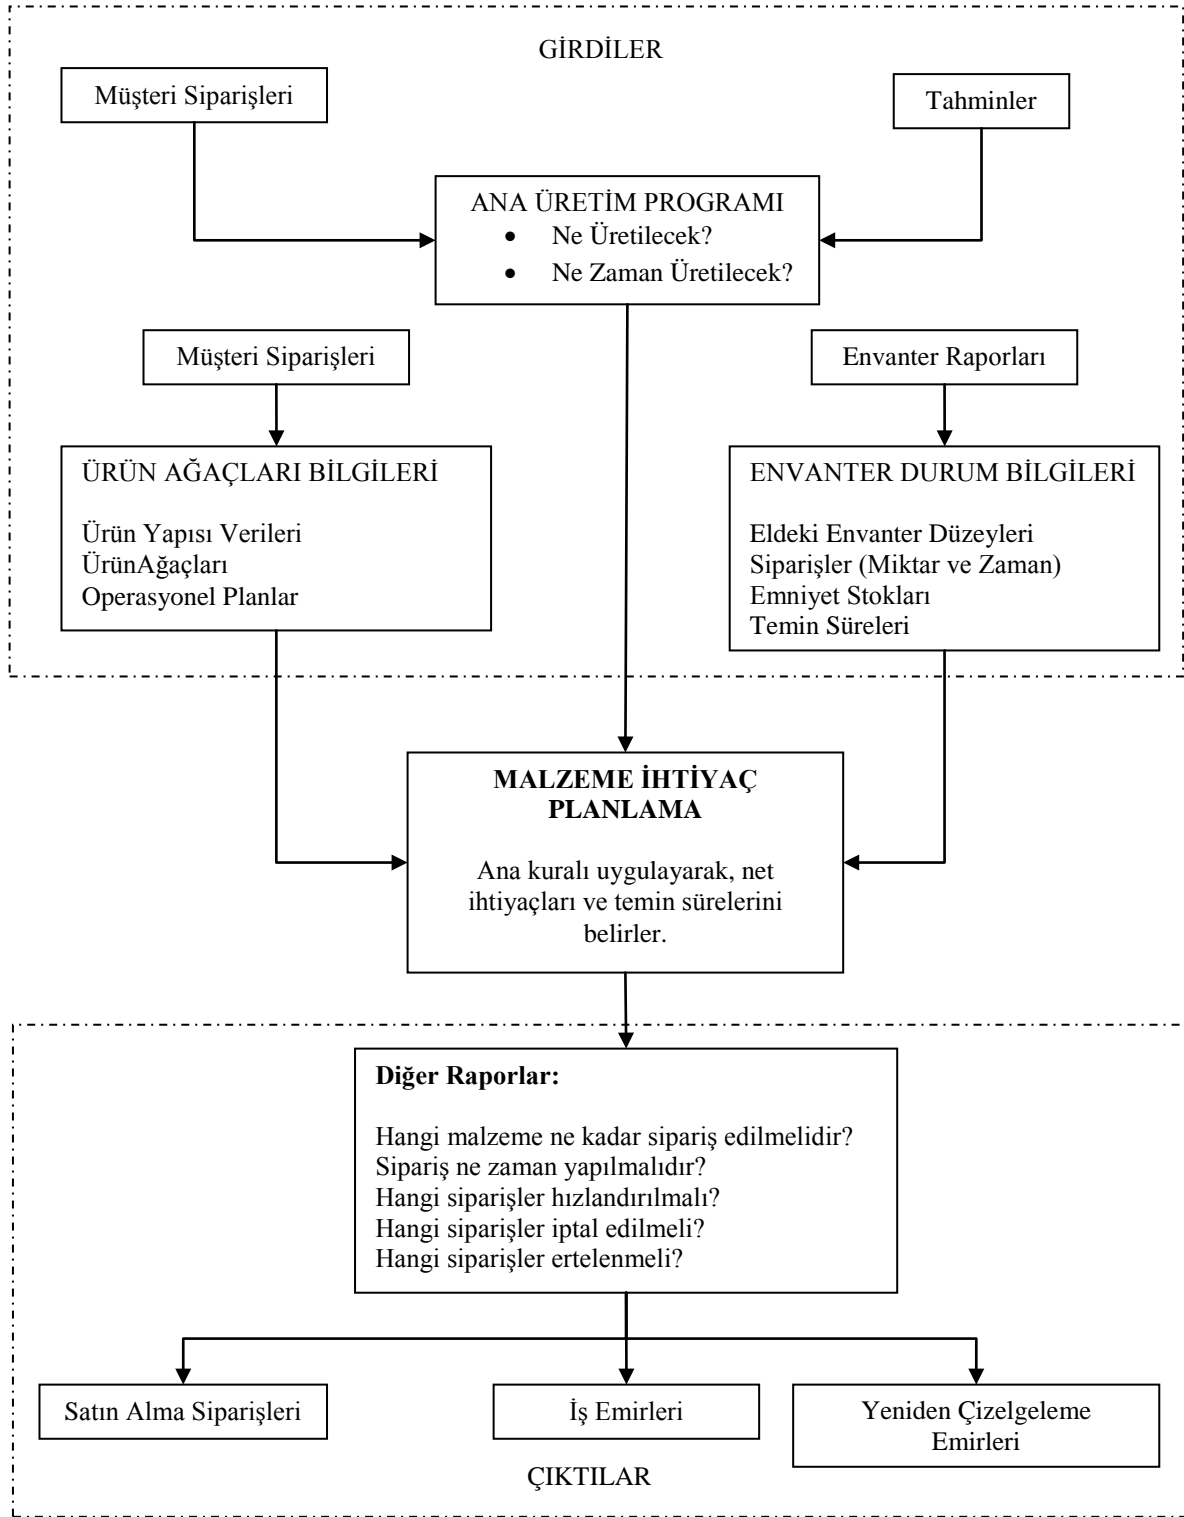 GİRDİLER
Müşteri Siparişleri
Tahminler
ANA ÜRETİM PROGRAMI
• Ne Üretilecek?
• Ne Zaman Üretilecek?
Müşteri Siparişleri
Envanter Raporları
ÜRÜN AĞAÇLARI BİLGİLERİ
Ürün Yapısı Verileri
ÜrünAğaçları
Operasyonel Planlar
ENVANTER DURUM BİLGİLERİ
Eldeki Envanter Düzeyleri
Siparişler (Miktar ve Zaman)
Emniyet Stokları
Temin Süreleri
MALZEME İHTİYAÇ
PLANLAMA
Ana kuralı uygulayarak, net
ihtiyaçları ve temin sürelerini
belirler.
Diğer Raporlar:
Hangi malzeme ne kadar sipariş edilmelidir?
Sipariş ne zaman yapılmalıdır?
Hangi siparişler hızlandırılmalı?
Hangi siparişler iptal edilmeli?
Hangi siparişler ertelenmeli?
Satın Alma Siparişleri
İş Emirleri
Yeniden Çizelgeleme
Emirleri
ÇIKTILAR